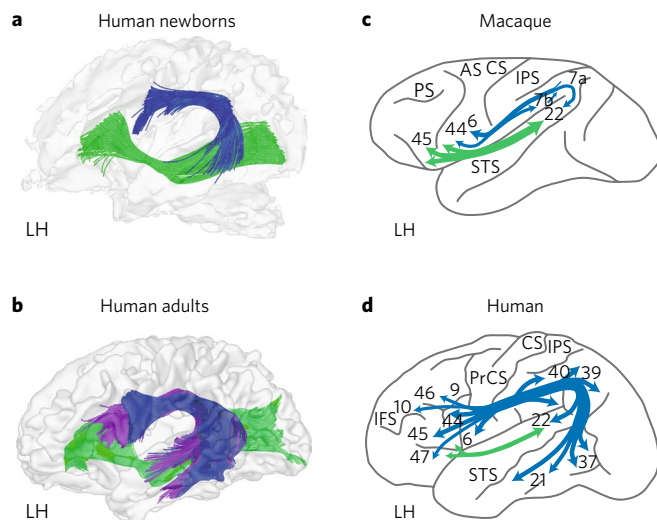 a
Human newborns
LH
b
Human adults
LH
c
Macaque
PS
AS CS
IPS
7a
7b
22
6
44
45
STS
LH
d
Human
CS IPS
PrCS
40 39
9
46
10
IFS
44
22
45
6
47
STS
37
21
LH